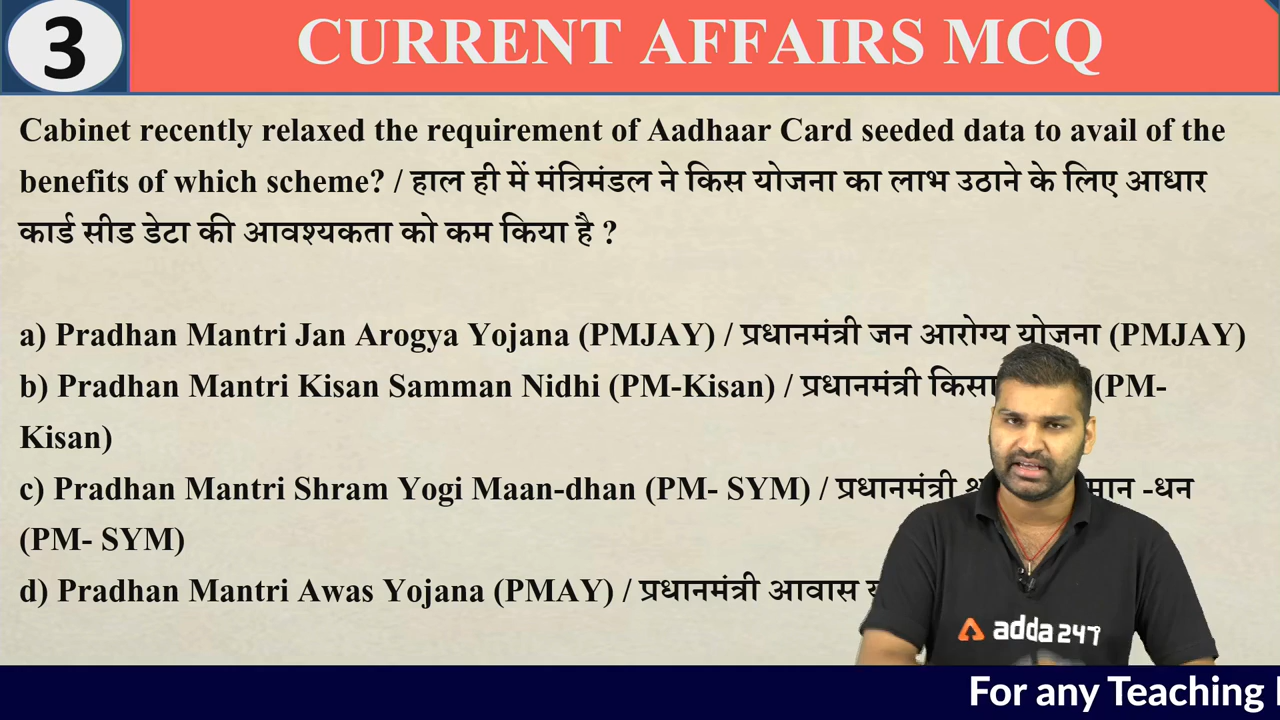 3
CURRENT AFFAIRS MCQ
Cabinet recently relaxed the requirement of Aadhaar Card seeded data to avail of the
benefits of which scheme? / हाल ही में मंत्रिमंडल ने किस योजना का लाभ उठाने के लिए आधार
कार्ड सीड डेटा की आवश्यकता को कम किया है ?
a) Pradhan Mantri Jan Arogya Yojana (PMJAY) / प्रधानमंत्री जन आरोग्य योजना (PMJAY)
b) Pradhan Mantri Kisan Samman Nidhi (PM-Kisan) / प्रधानमंत्री (PM-
Kisan)
c) Pradhan Mantri Shram Yogi Maan-dhan (PM- SYM) / प्रधानमंत्री मान -धन
(PM- SYM)
d) Pradhan Mantri Awas Yojana (PMAY) / प्रधानमंत्री आवास
adda 247
For any Teaching